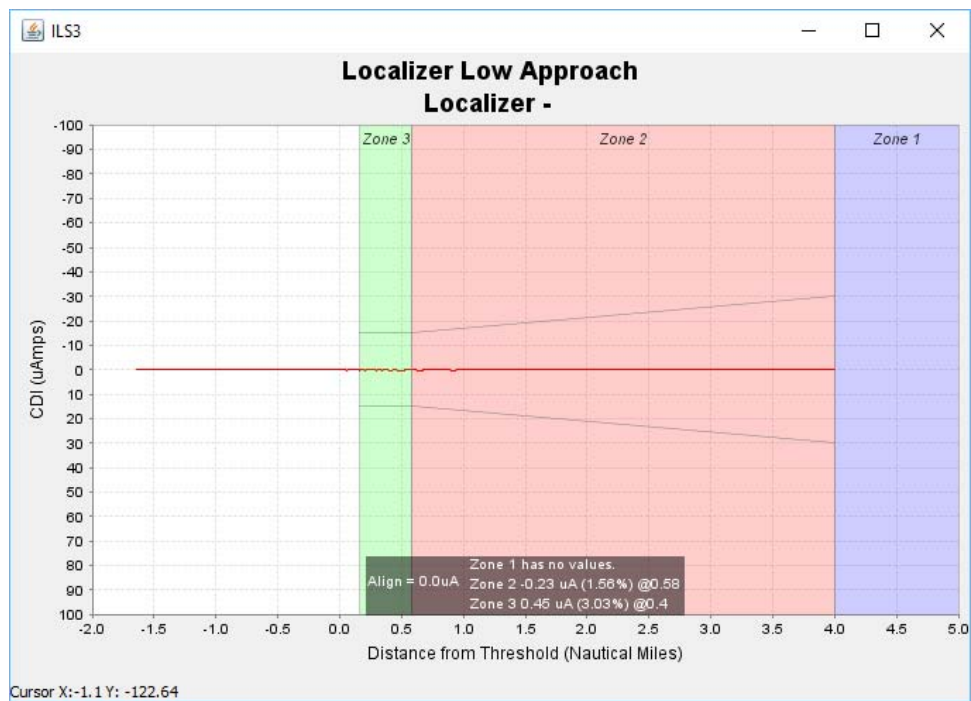 ILS3
Localizer Low Approach
Localizer -
Zone 3 Zone 2 Zone 1
-100
-90
-80
-70
-60
-50
-40
-30
-20
-10
0
10
20
30
40
50
60
70
80
90
100
CDI (uAmps)
Align = 0.0uA
Zone 1 has no values.
Zone 2 -0.23 uA (1.56%) @0.58
Zone 3 0.45 uA (3.03%) @0.4
-2.0 -1.5 -1.0 -0.5 0.0 0.5 1.0 1.5 2.0 2.5 3.0 3.5 4.0 4.5 5.0
Distance from Threshold (Nautical Miles)
Cursor X:-1.1 Y: -122.64